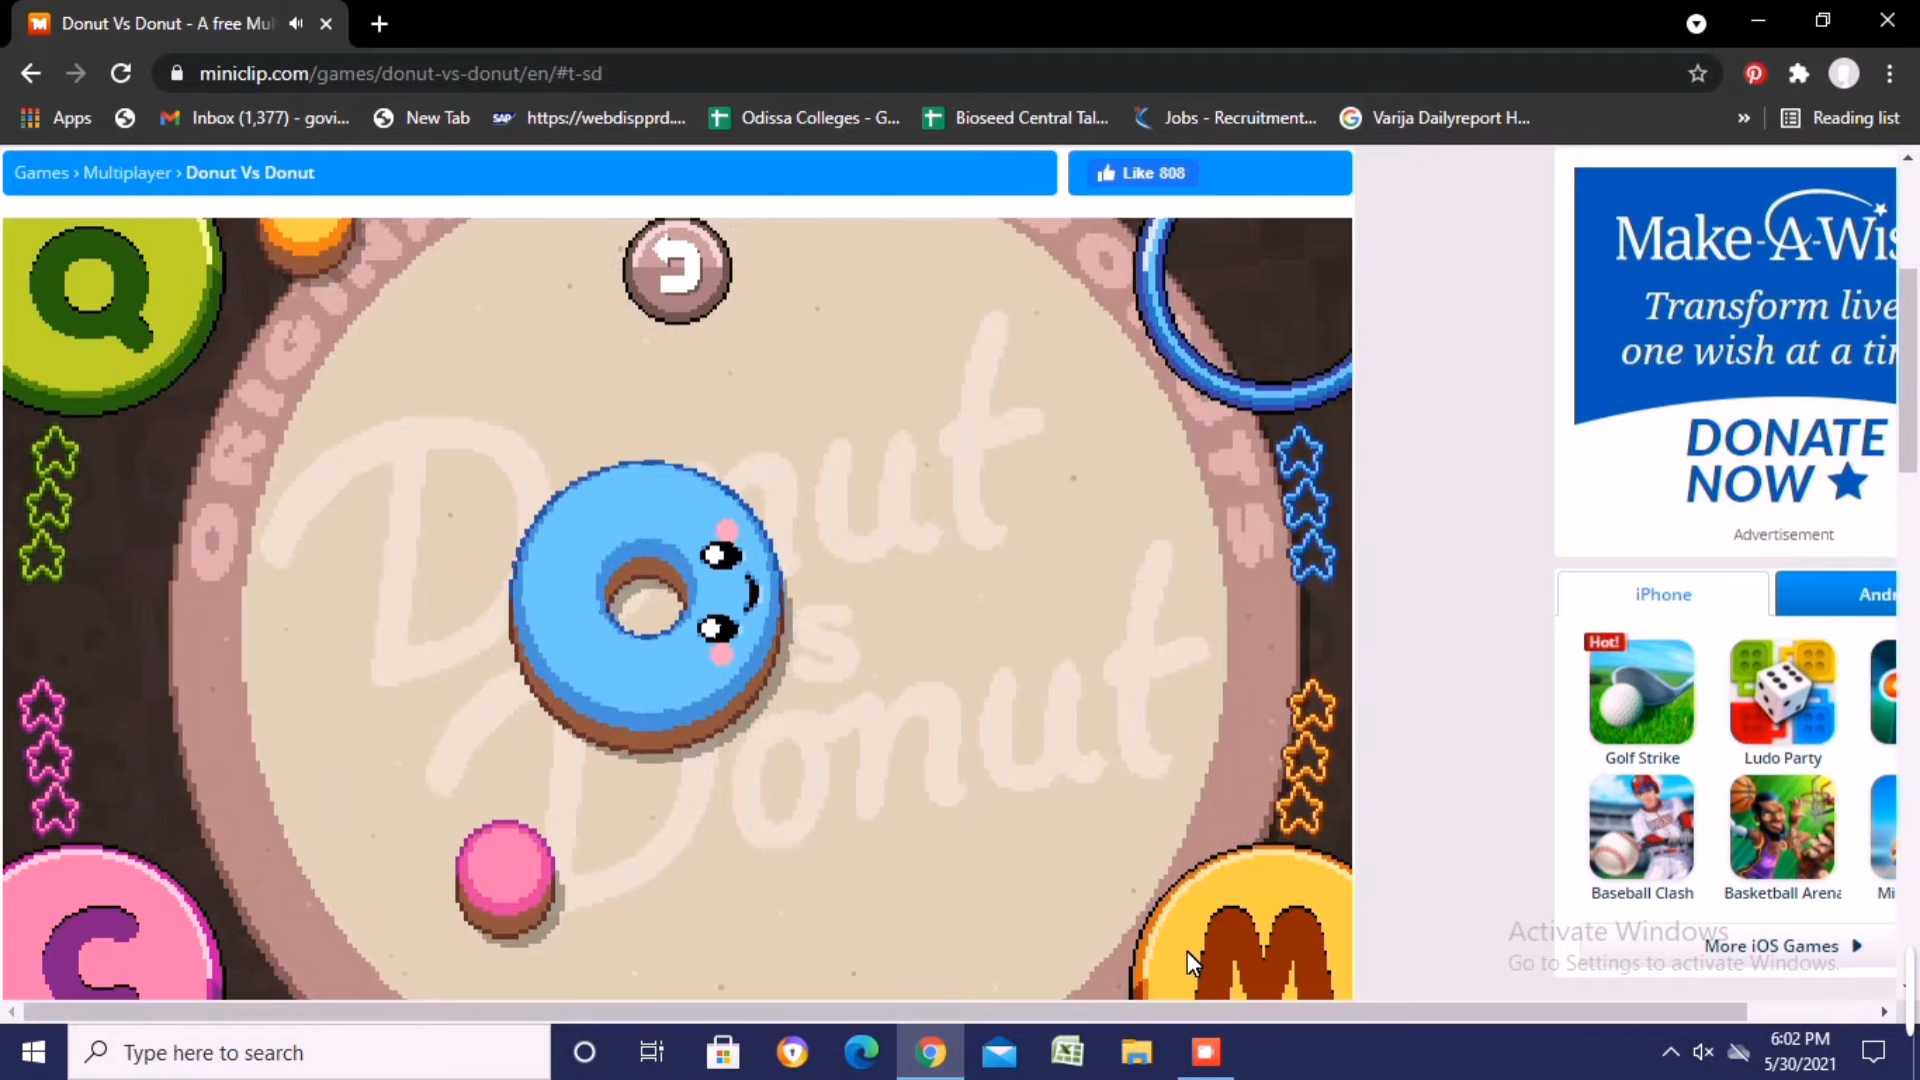 Donut Vs Donut - A free Mu
miniclip.com/games/donut-vs-donut/en/#t-sd
Apps
Inbox (1,377) - govi...
New Tab
SAP
https://webdispprd....
Odissa Colleges - G...
Bioseed Central Tal...
Jobs - Recruitment...
Varija Dailyreport H...
»
Reading list
Games › Multiplayer › Donut Vs Donut
Like 808
Q
Donut
vs
Donut
C
M
Make-A-Wis
Transform live
one wish at a ti
DONATE
NOW
Advertisement
iPhone
Andr
Hot!
Golf Strike
Ludo Party
Baseball Clash
Basketball Arena
Mi
More iOS Games
Activate Windows
Go to Settings to activate Windows.
Type here to search
6:02 PM
5/30/2021